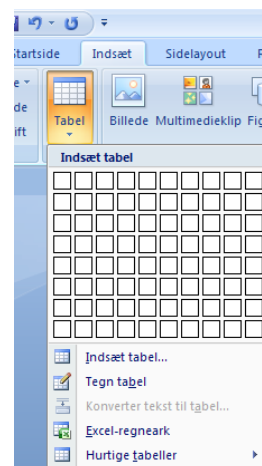 Startside Indsæt Sidelayout
Tabel Billede Multimedieklip Fig
Indsæt tabel
Indsæt tabel...
Tegn tabel
Konverter tekst til tabel...
Excel-regneark
Hurtige tabeller